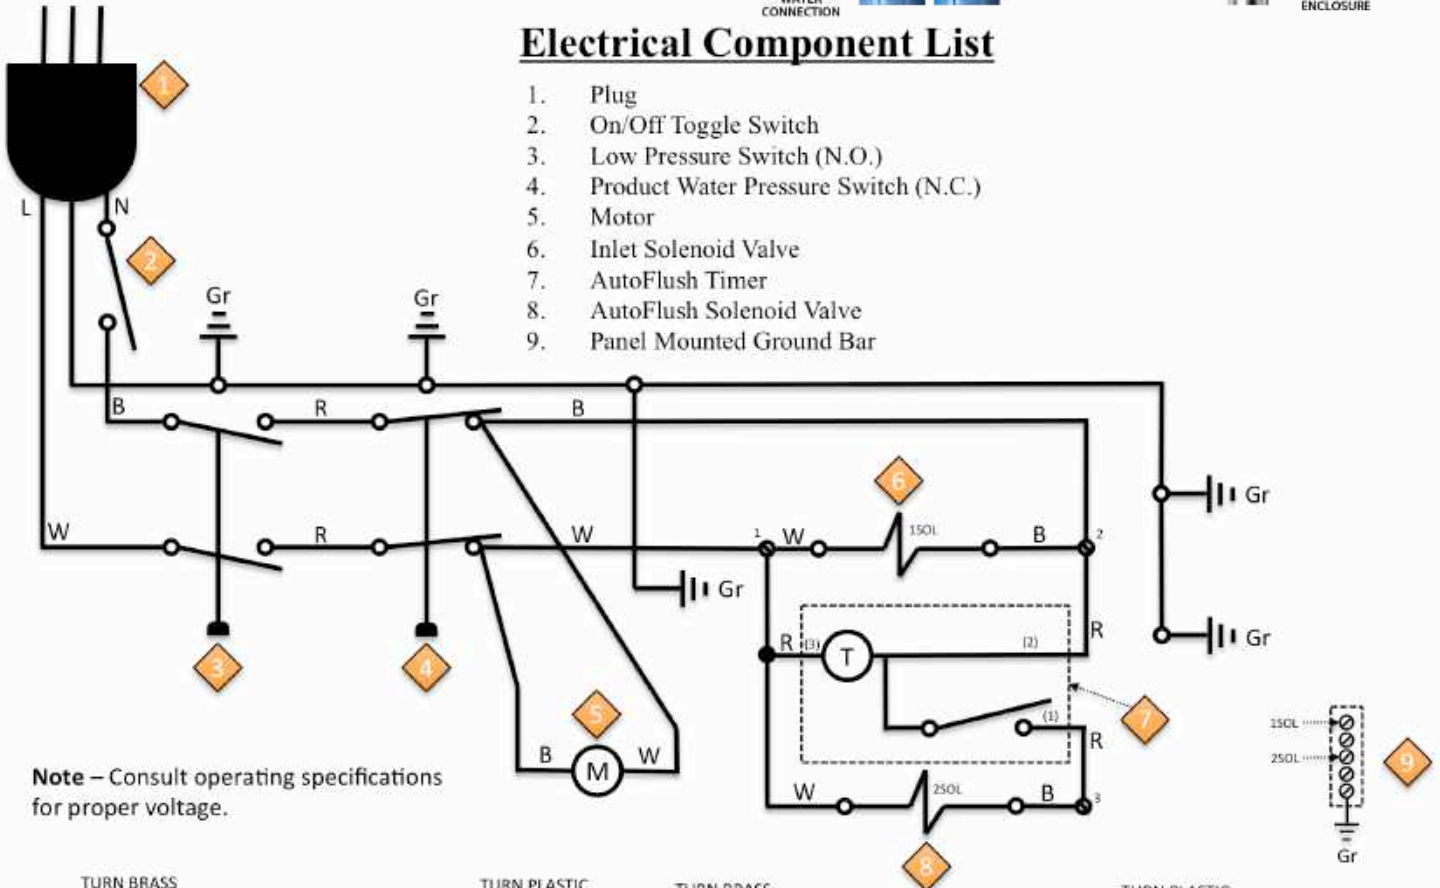 CONNECTION
ENCLOSURE
Electrical Component List
1. Plug
2. On/Off Toggle Switch
3. Low Pressure Switch (N.O.)
4. Product Water Pressure Switch (N.C.)
5. Motor
6. Inlet Solenoid Valve
7. AutoFlush Timer
8. AutoFlush Solenoid Valve
9. Panel Mounted Ground Bar
1
L
N
2
Gr
Gr
B
R
B
W
R
W
1
W
6
1SOL
B
2
Gr
Gr
Gr
R
(3)
T
(2)
R
7
(1)
R
3
4
5
B
M
W
W
2SOL
B
3
8
1SOL
2SOL
9
Gr
Note – Consult operating specifications
for proper voltage.
TURN BRASS
TURN PLASTIC